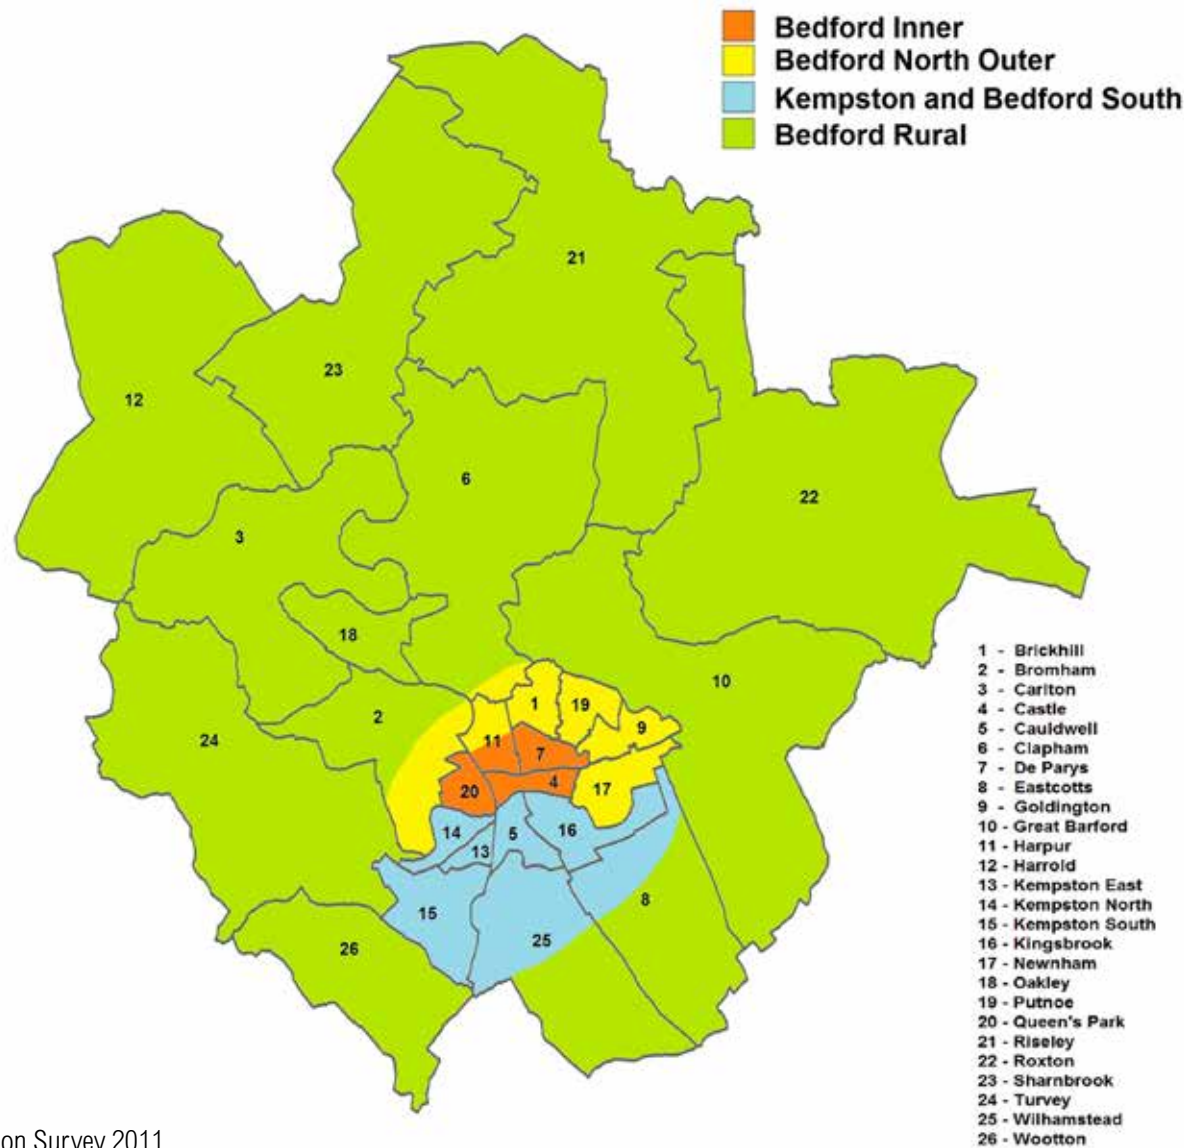 Bedford Inner
Bedford North Outer
Kempston and Bedford South
Bedford Rural
21
23
12
6
22
3
18
10
2
1
19
9
24
11
7
4
20
17
14
5
16
13
8
15
25
26
1 - Brickhill
2 - Bromham
3 - Carlton
4 - Castle
5 - Cauldwell
6 - Clapham
7 - De Parys
8 - Eastcotts
9 - Goldington
10 - Great Barford
11 - Harpur
12 - Harrold
13 - Kempston East
14 - Kempston North
15 - Kempston South
16 - Kingsbrook
17 - Newnham
18 - Oakley
19 - Putnoe
20 - Queen's Park
21 - Riseley
22 - Roxton
23 - Sharnbrook
24 - Turvey
25 - Wilhamstead
26 - Wootton
on Survey 2011